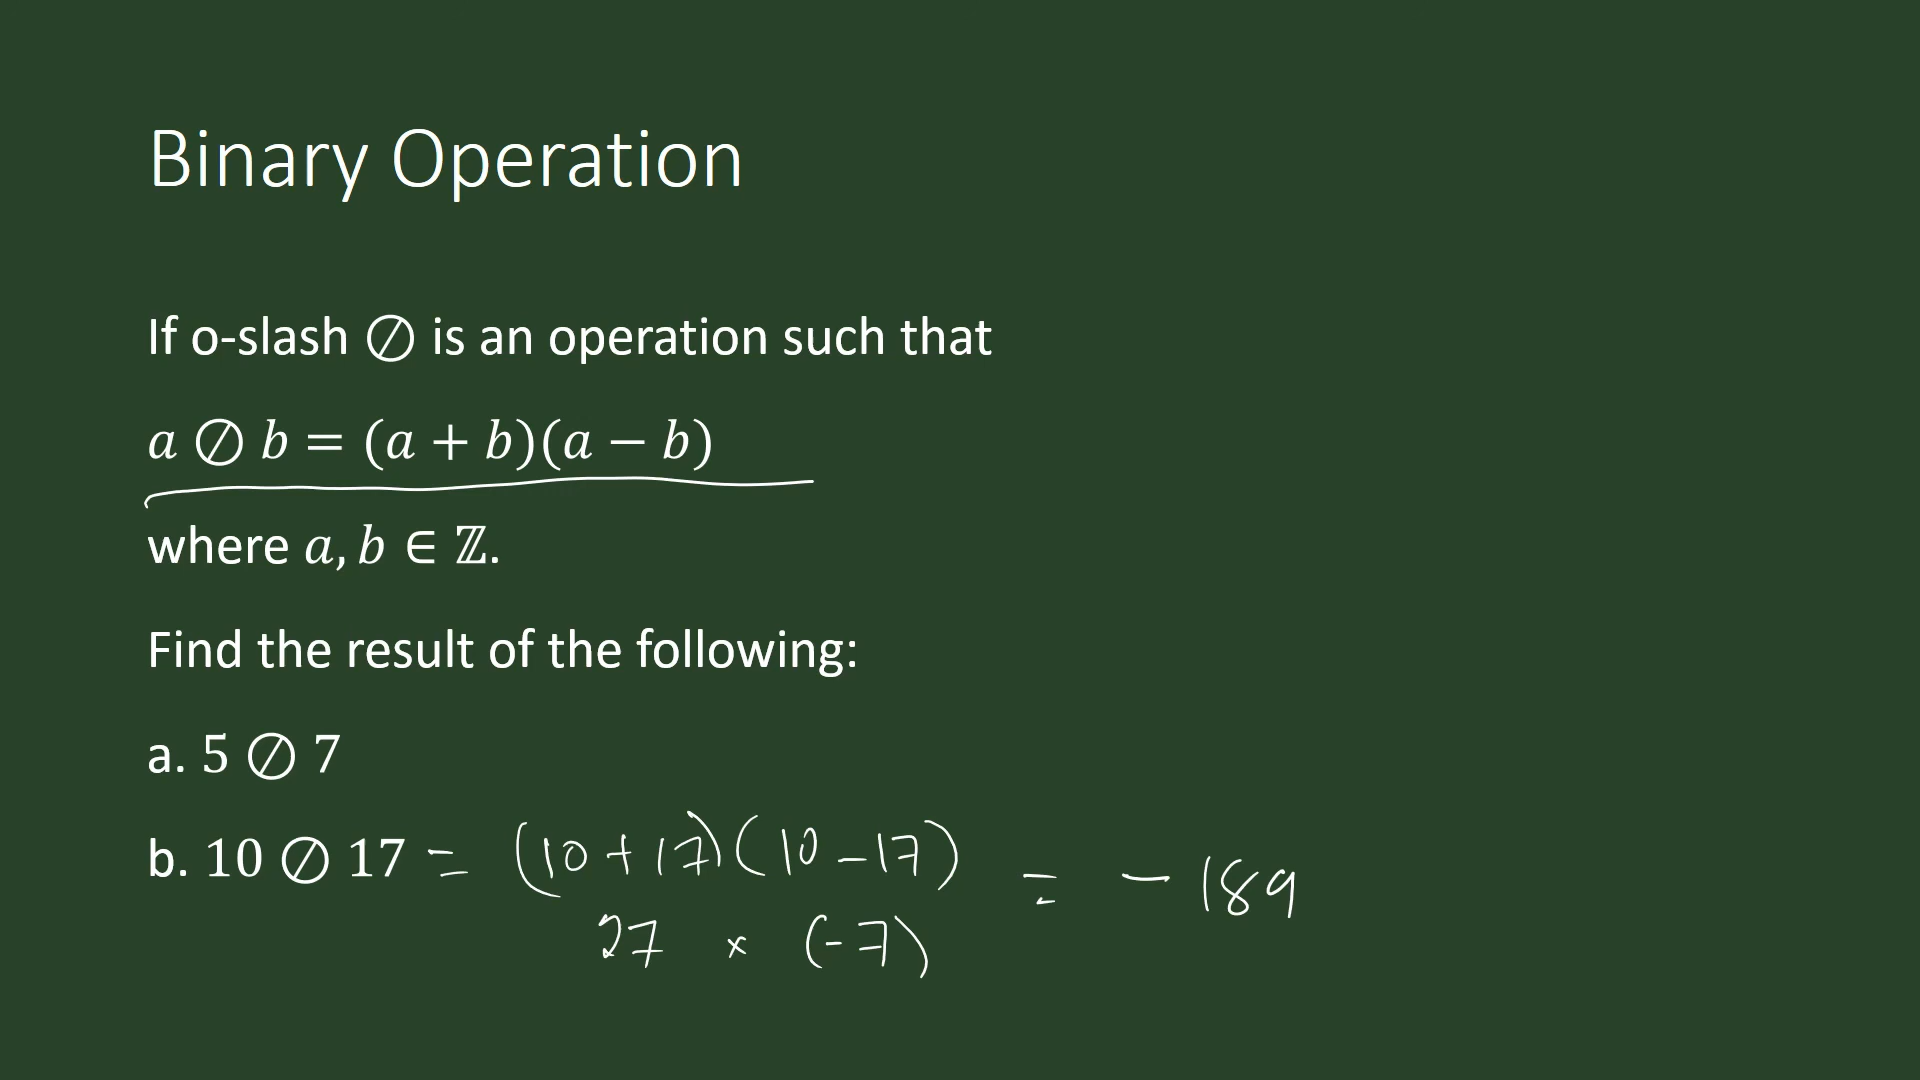 Binary Operation
If o-slash ⊘ is an operation such that
a ⊘ b = (a + b)(a − b)
where a, b ∈ ℤ.
Find the result of the following:
a. 5 ⊘ 7
b. 10 ⊘ 17 = (10 + 17)(10 − 17) = − 189
27 × (−7)